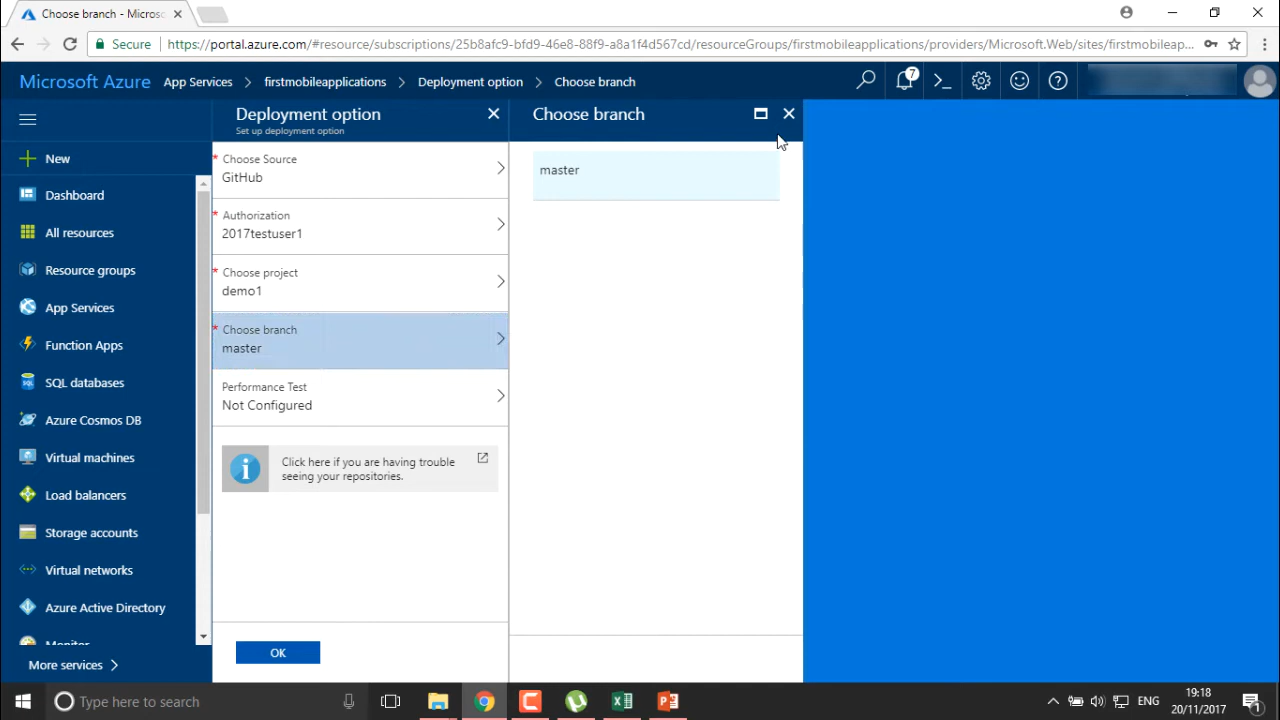 Choose branch - Microso
Secure
https://portal.azure.com/#resource/subscriptions/25b8afc9-bfd9-46e8-88f9-a8a1f4d567cd/resourceGroups/firstmobileapplications/providers/Microsoft.Web/sites/firstmobileap...
Microsoft Azure
App Services
firstmobileapplications
Deployment option
Choose branch
7
New
Dashboard
All resources
Resource groups
App Services
Function Apps
SQL databases
Azure Cosmos DB
Virtual machines
Load balancers
Storage accounts
Virtual networks
Azure Active Directory
Monitor
More services
Deployment option
Set up deployment option
* Choose Source
GitHub
* Authorization
2017testuser1
* Choose project
demo1
* Choose branch
master
Performance Test
Not Configured
Click here if you are having trouble
seeing your repositories.
OK
Choose branch
master
Type here to search
ENG
19:18
20/11/2017
1